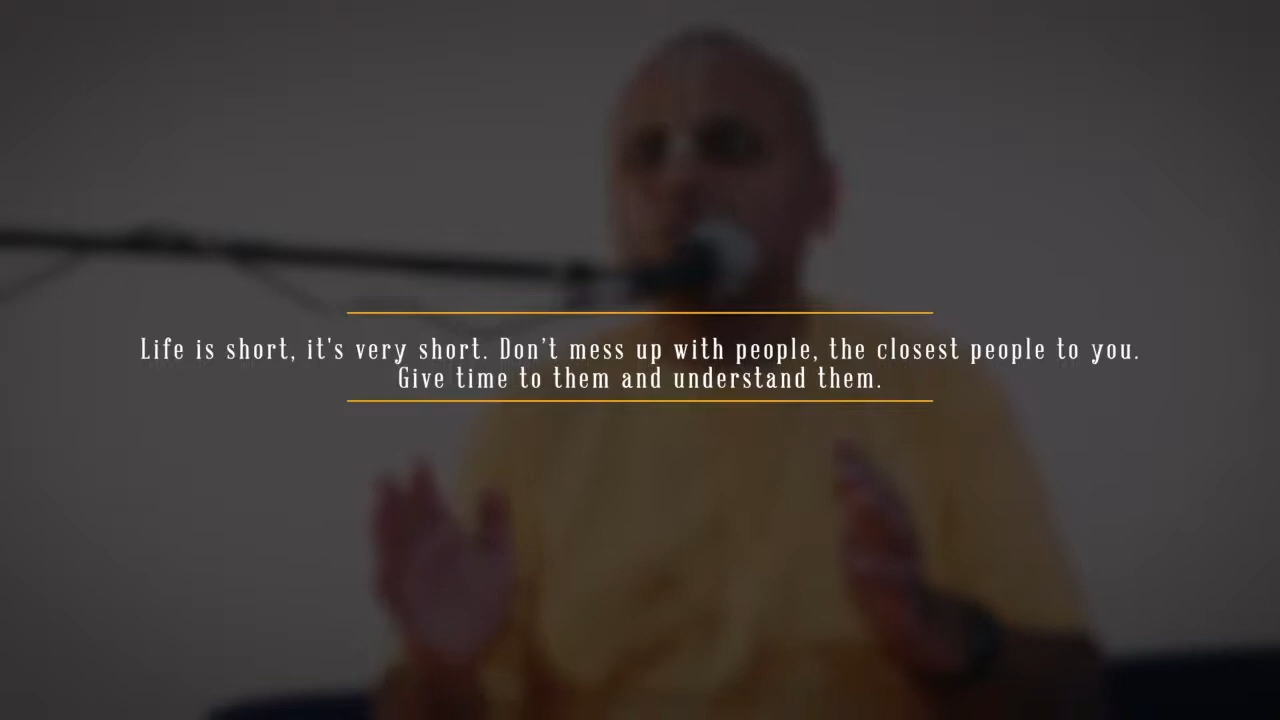 Life is short, it's very short. Don’t mess up with people, the closest people to you.
Give time to them and understand them.